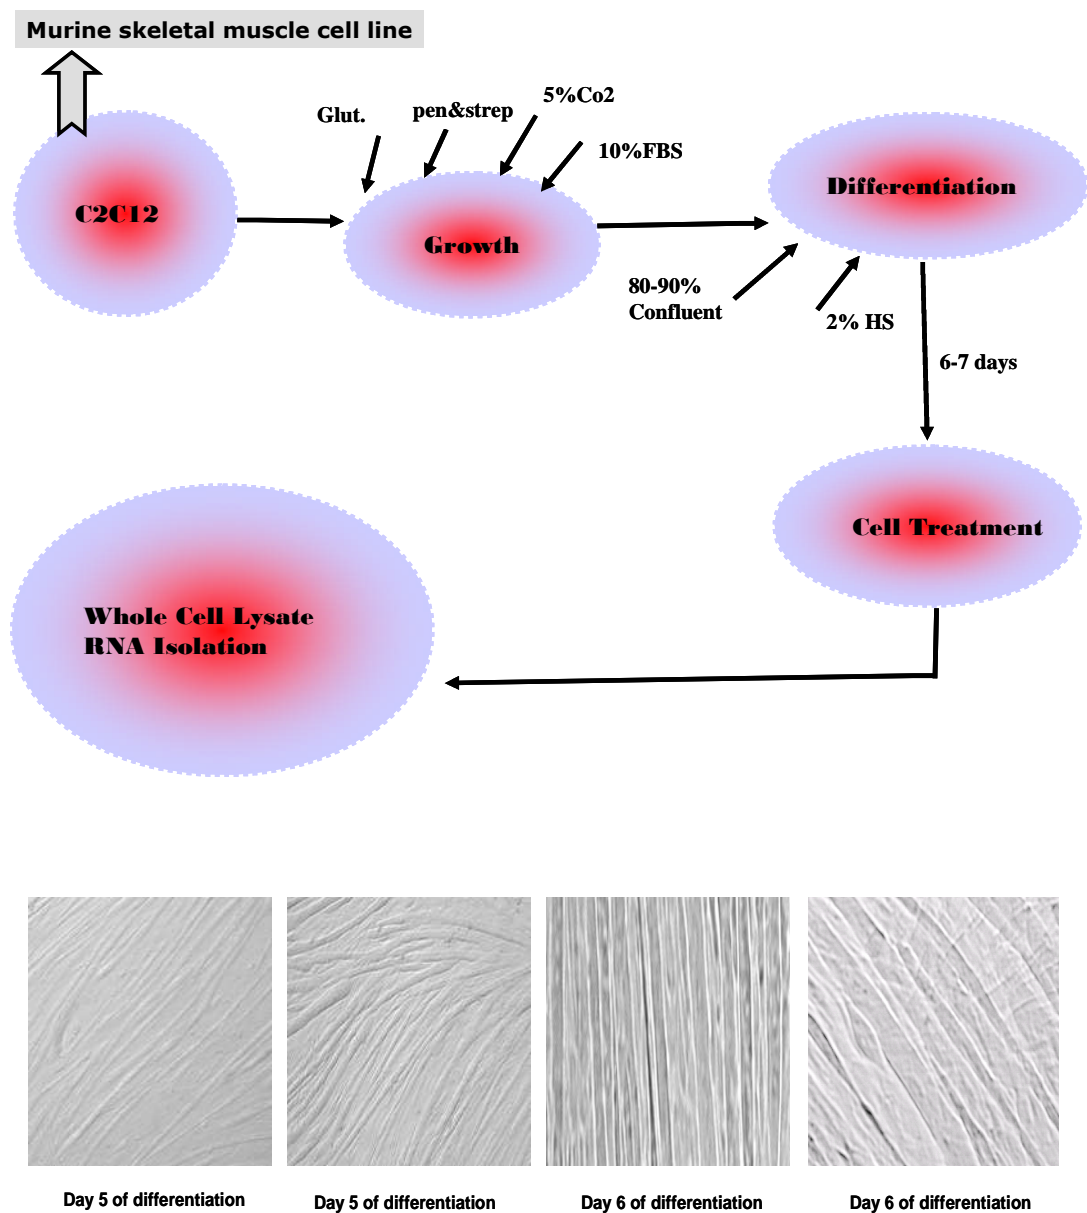 Murine skeletal muscle cell line
Glut.
pen&strep
5%Co2
10%FBS
C2C12
Growth
Differentiation
80-90%
Confluent
2% HS
6-7 days
Cell Treatment
Whole Cell Lysate
RNA Isolation
Day 5 of differentiation
Day 5 of differentiation
Day 6 of differentiation
Day 6 of differentiation